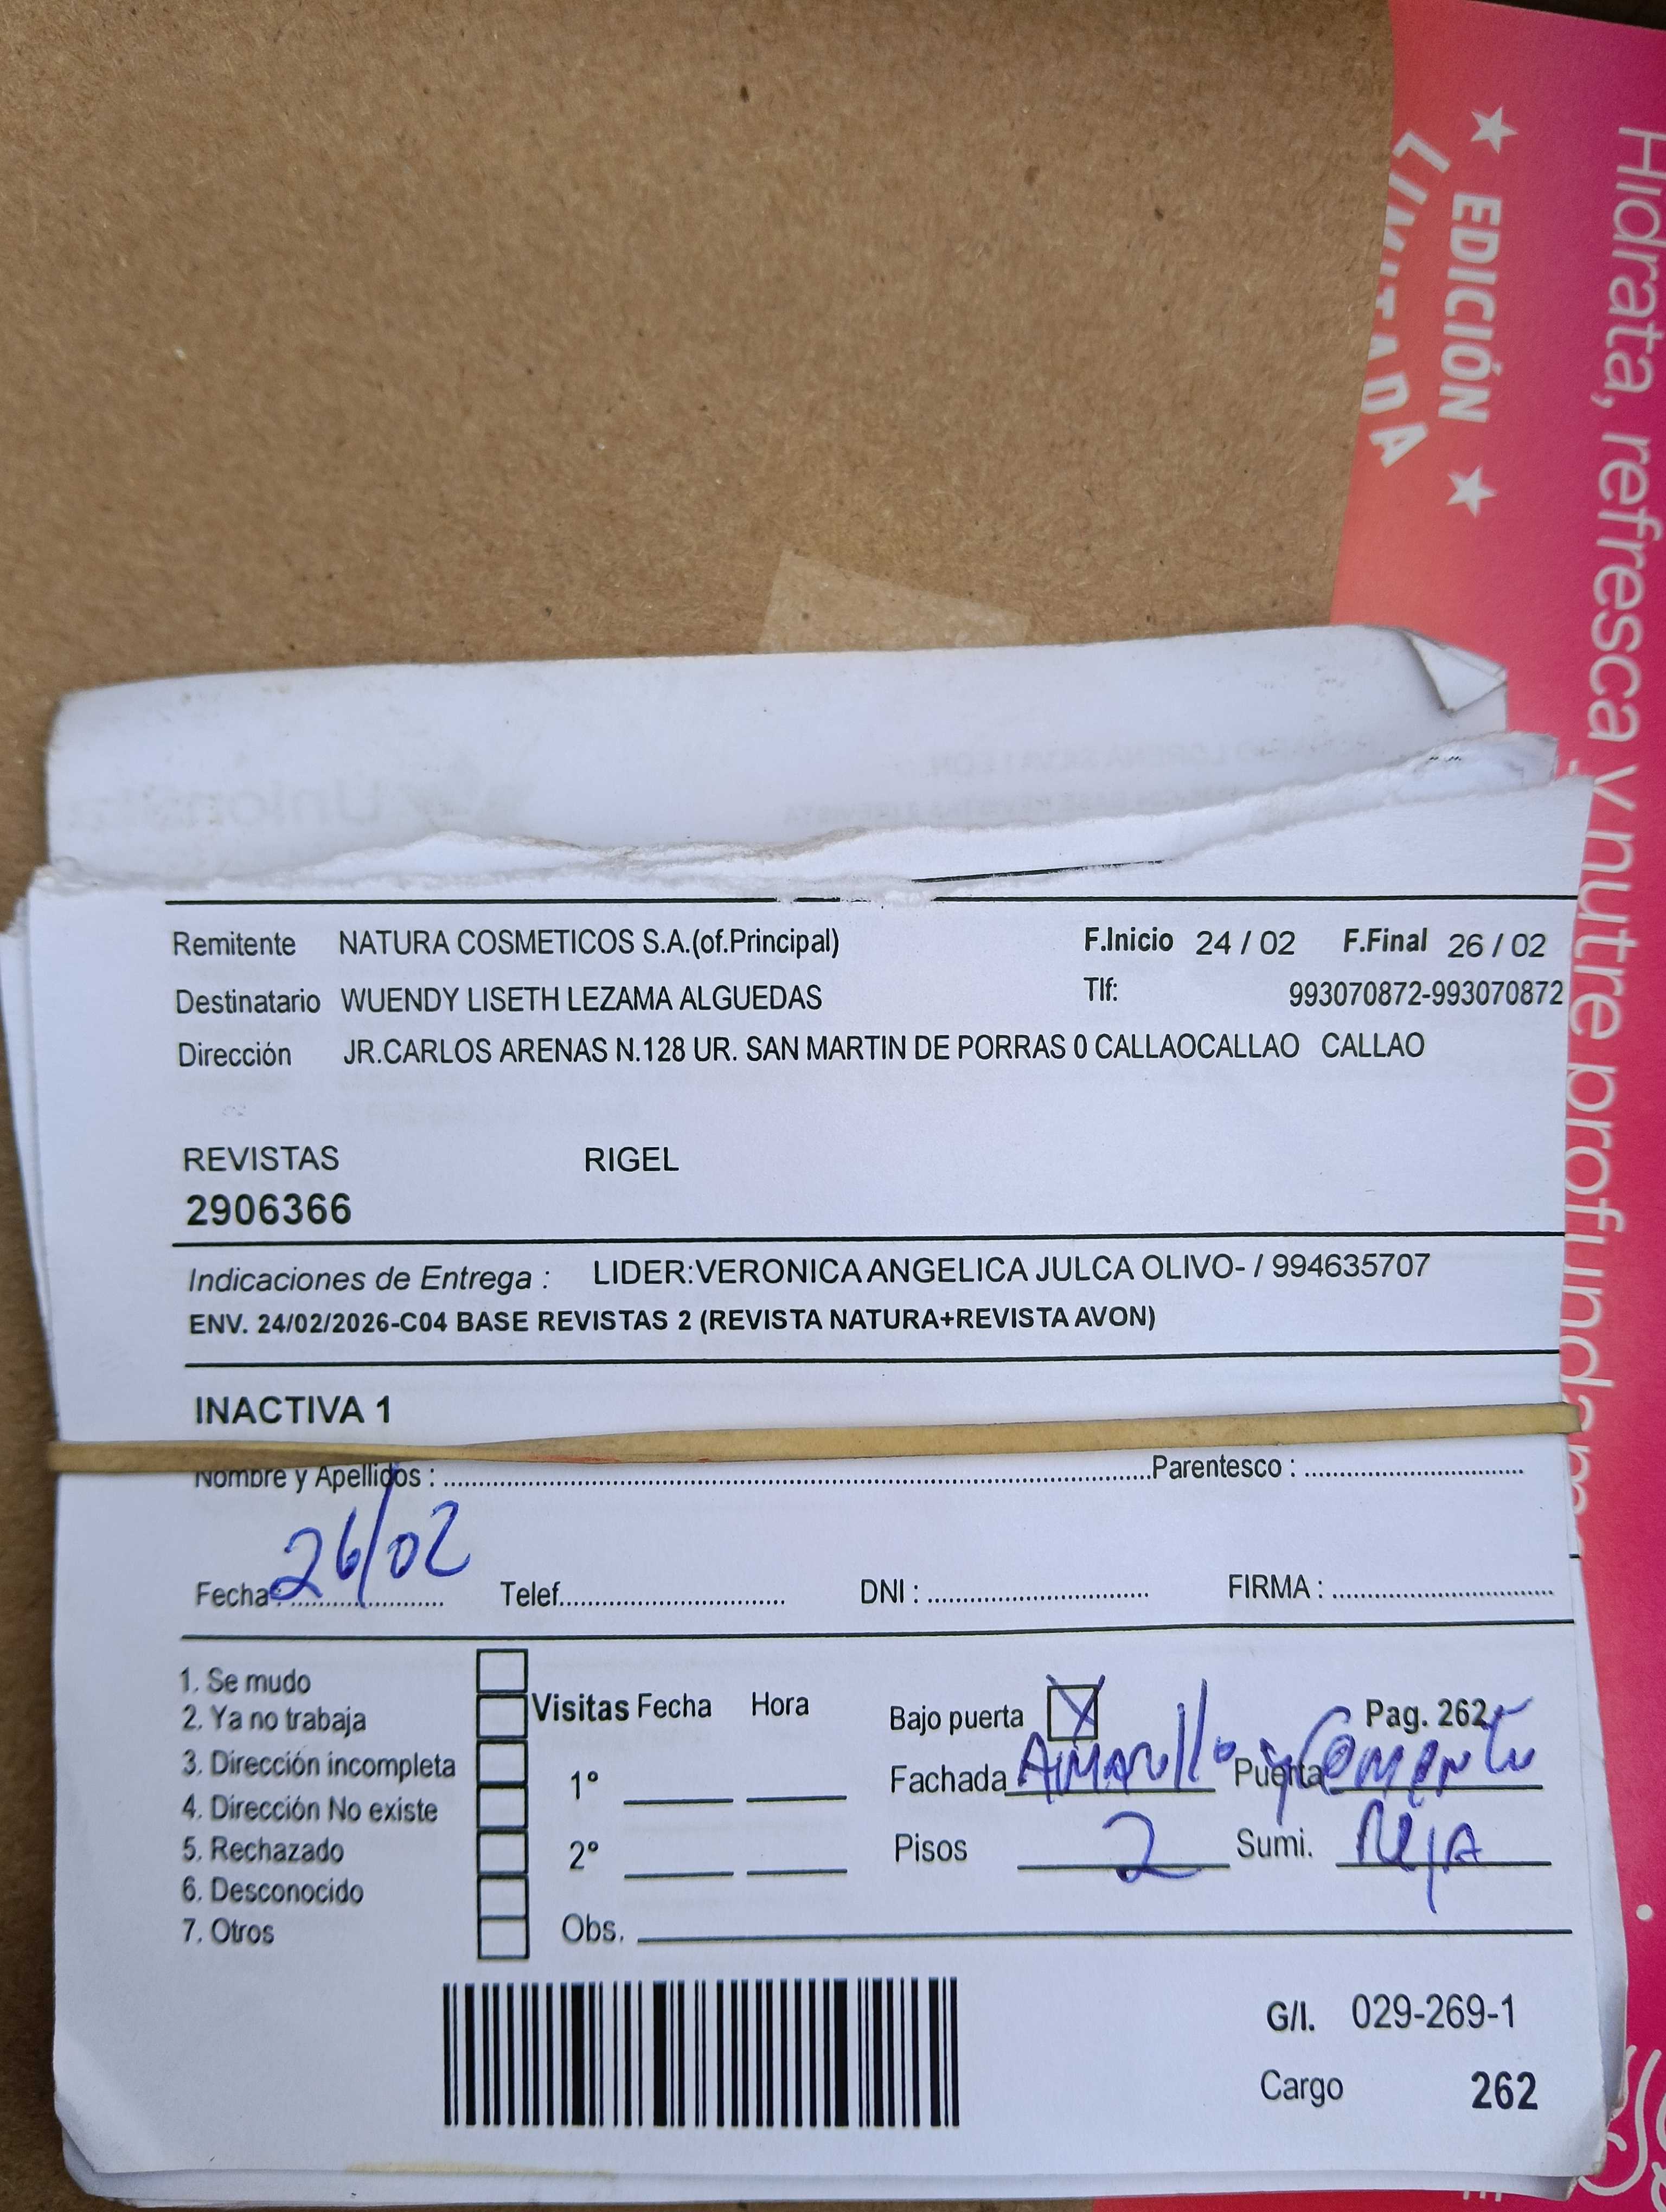 ★ EDICIÓN ★
LIMITADA
Hidrata, refresca y nutre profundame
Remitente NATURA COSMETICOS S.A.(of.Principal) F.Inicio 24 / 02 F.Final 26 / 02
Destinatario WUENDY LISETH LEZAMA ALGUEDAS Tlf: 993070872-993070872
Dirección JR.CARLOS ARENAS N.128 UR. SAN MARTIN DE PORRAS 0 CALLAOCALLAO CALLAO
REVISTAS RIGEL
2906366
Indicaciones de Entrega : LIDER:VERONICA ANGELICA JULCA OLIVO- / 994635707
ENV. 24/02/2026-C04 BASE REVISTAS 2 (REVISTA NATURA+REVISTA AVON)
INACTIVA 1
Nombre y Apellidos : Parentesco :
Fecha: 26/02 Telef. DNI : FIRMA :
1. Se mudo
2. Ya no trabaja
3. Dirección incompleta
4. Dirección No existe
5. Rechazado
6. Desconocido
7. Otros
Visitas Fecha Hora
1°
2°
Obs.
Bajo puerta X Pag. 262
Fachada Amarillo y Cemento Puerta
Pisos 2 Sumi. Reja
G/I. 029-269-1
Cargo 262